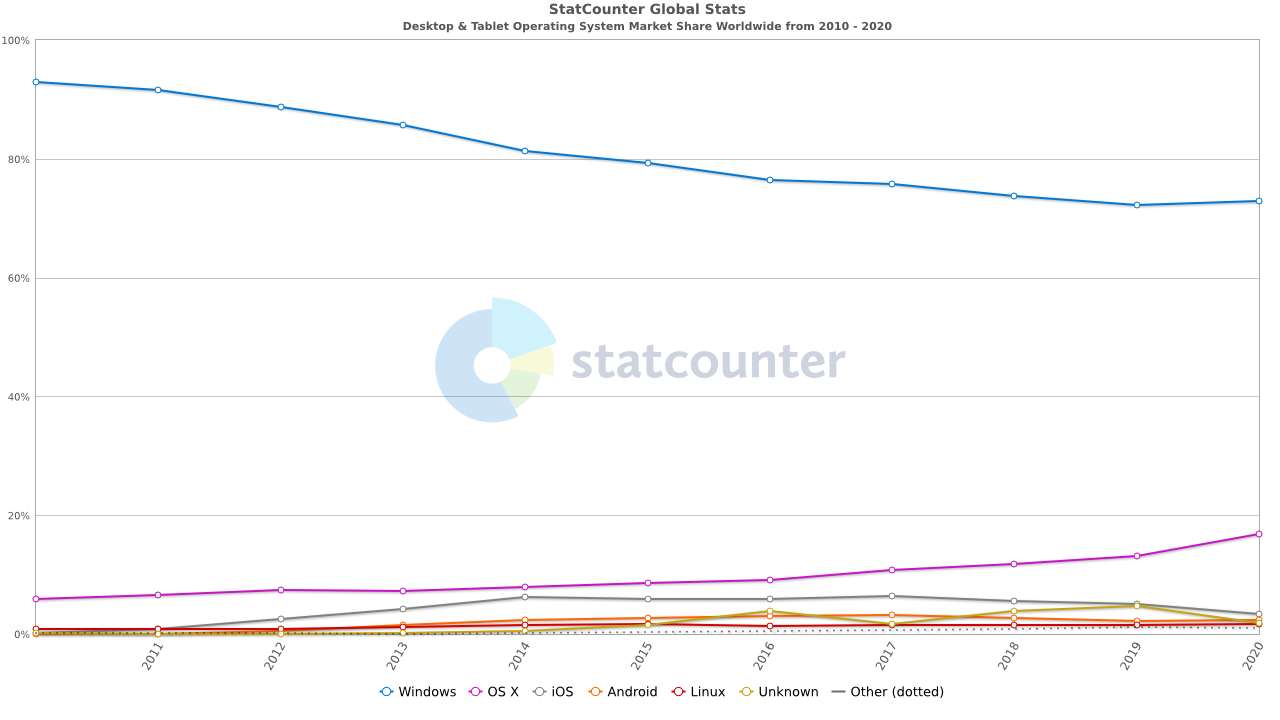 StatCounter Global Stats
Desktop & Tablet Operating System Market Share Worldwide from 2010 - 2020
100%
80%
60%
statcounter
40%
20%
0%
2011 2012 2013 2014 2015 2016 2017 2018 2019 2020
Windows OS X iOS Android Linux Unknown Other (dotted)